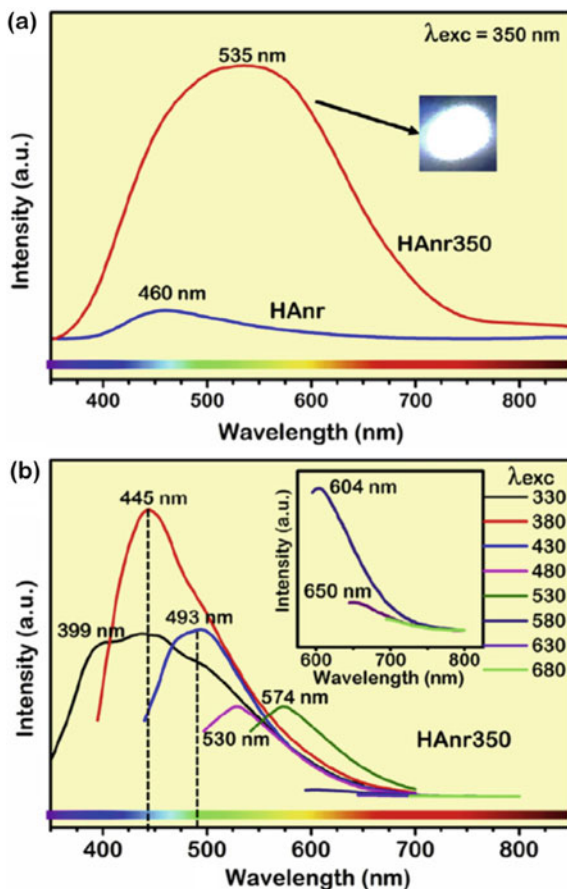 (a)
λexc = 350 nm
535 nm
HAnr350
460 nm
HAnr
Intensity (a.u.)
400 500 600 700 800
Wavelength (nm)
(b)
445 nm
399 nm
493 nm
530 nm
574 nm
HAnr350
604 nm
650 nm
Intensity (a.u.)
600 650 700 750 800
Wavelength (nm)
λexc
330
380
430
480
530
580
630
680
Intensity (a.u.)
400 500 600 700 800
Wavelength (nm)